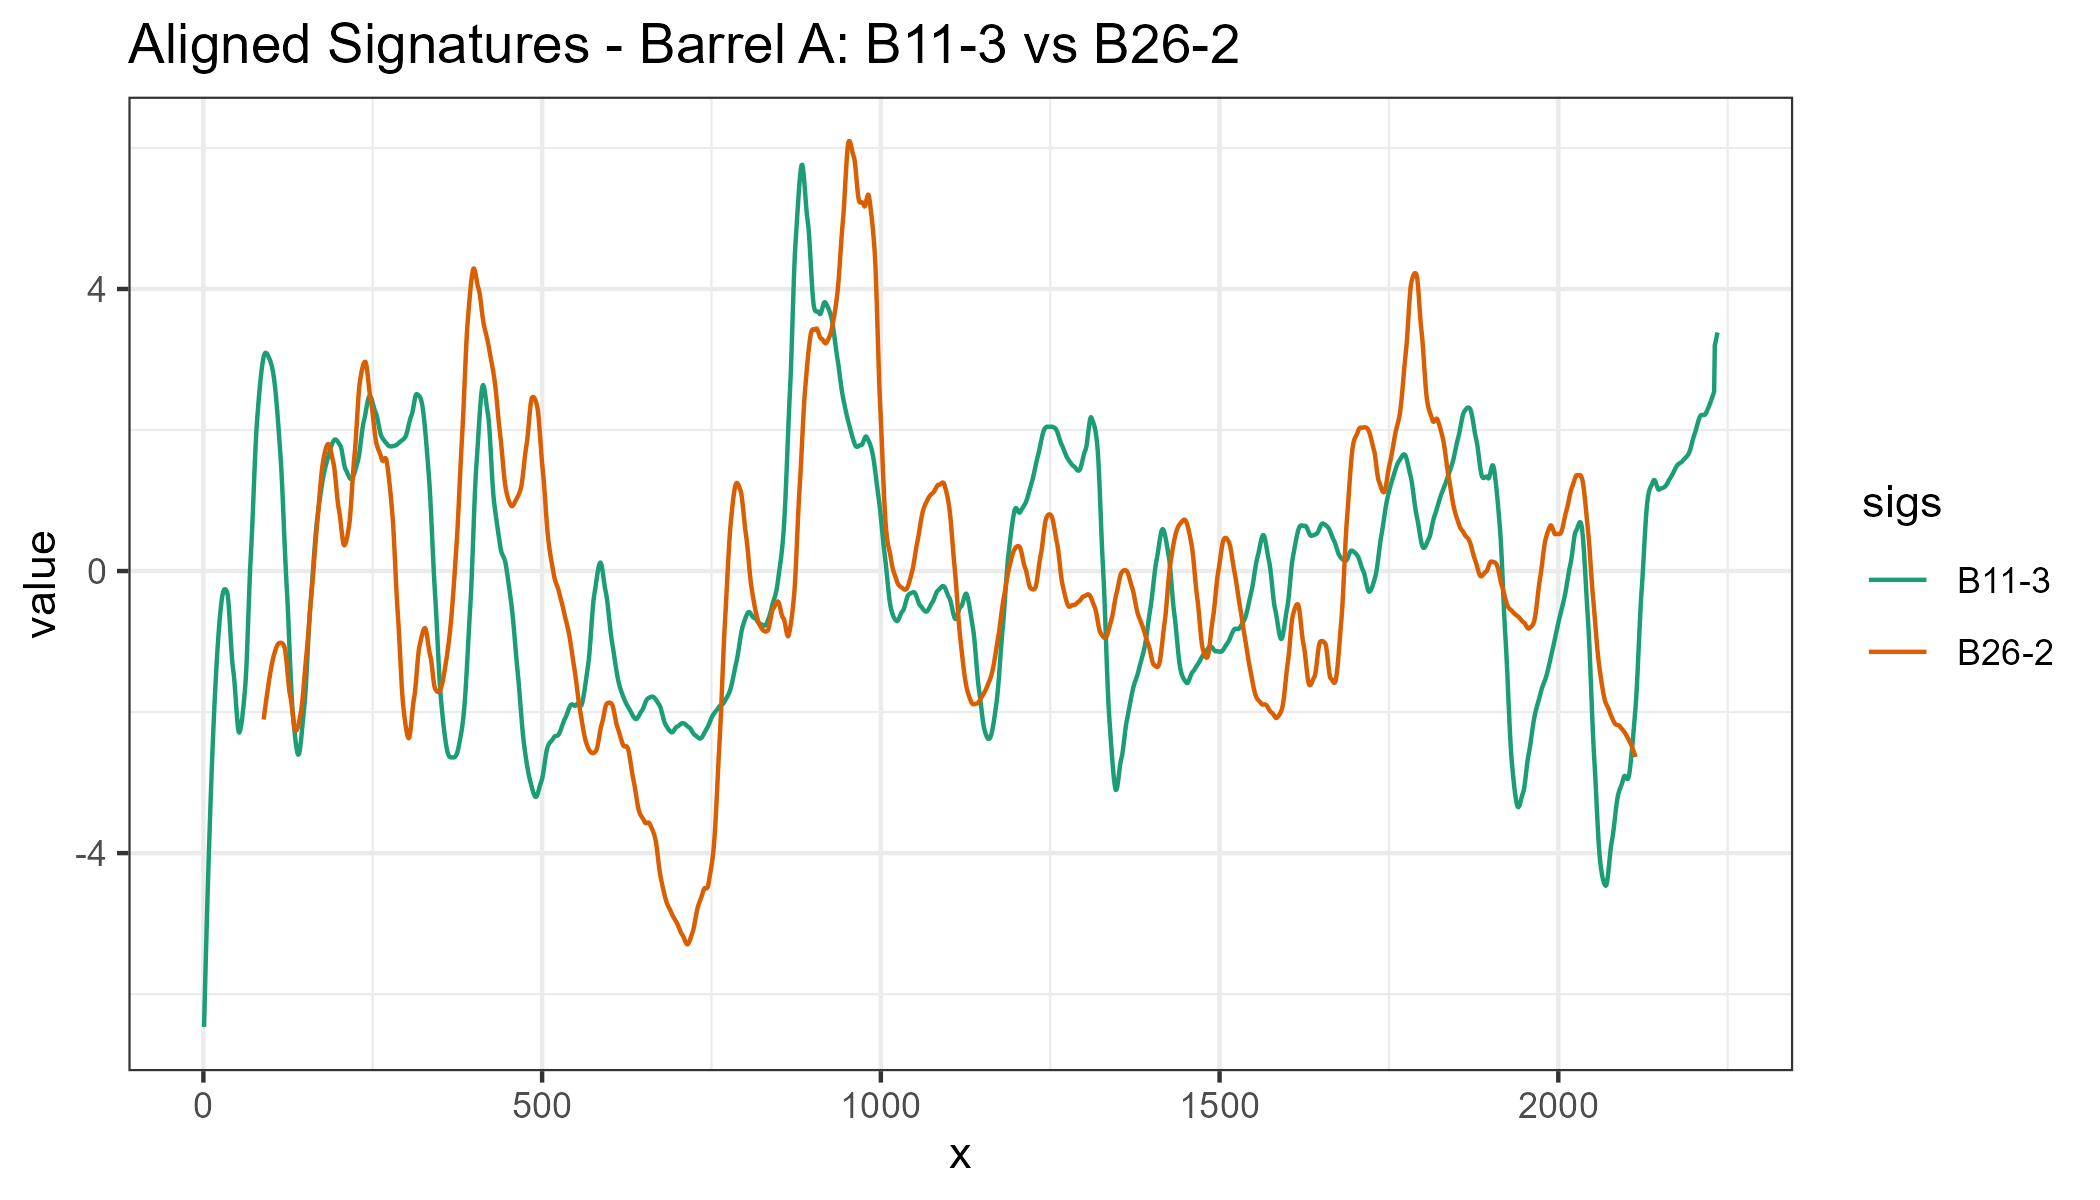 Aligned Signatures - Barrel A: B11-3 vs B26-2
value
4
0
-4
0 500 1000 1500 2000
x
sigs
B11-3
B26-2